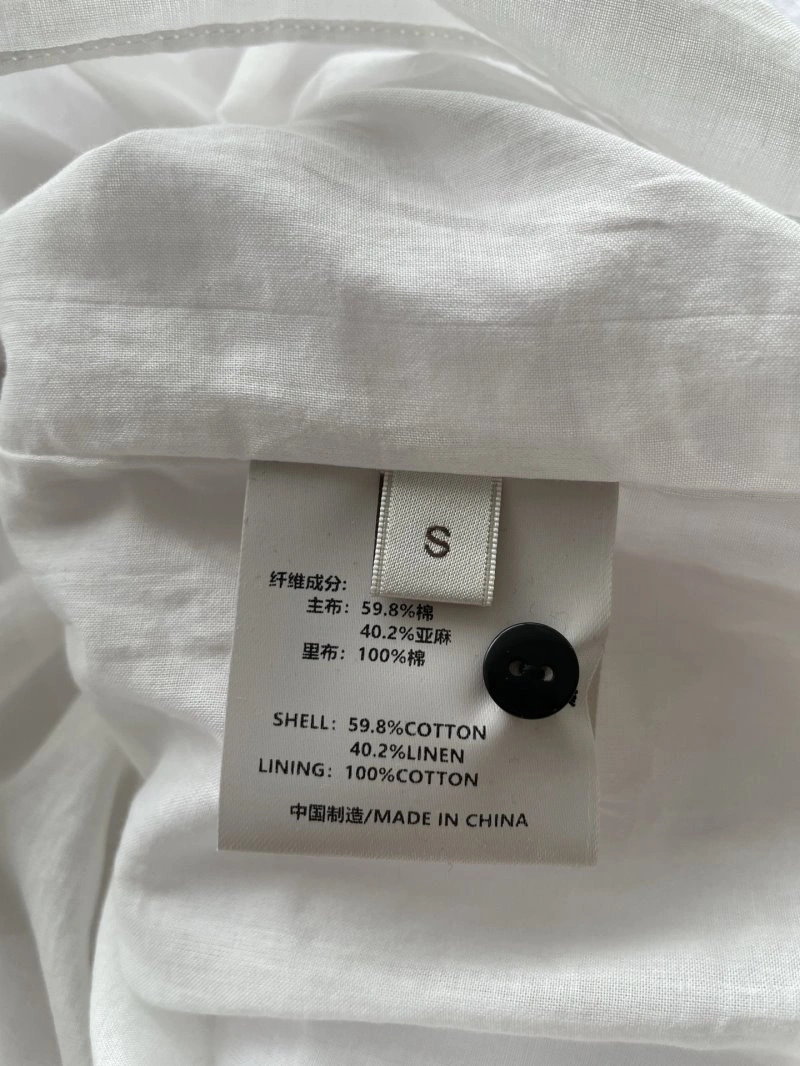 S
纤维成分:
主布: 59.8%棉
40.2%亚麻
里布: 100%棉
SHELL: 59.8%COTTON
40.2%LINEN
LINING: 100%COTTON
中国制造/MADE IN CHINA